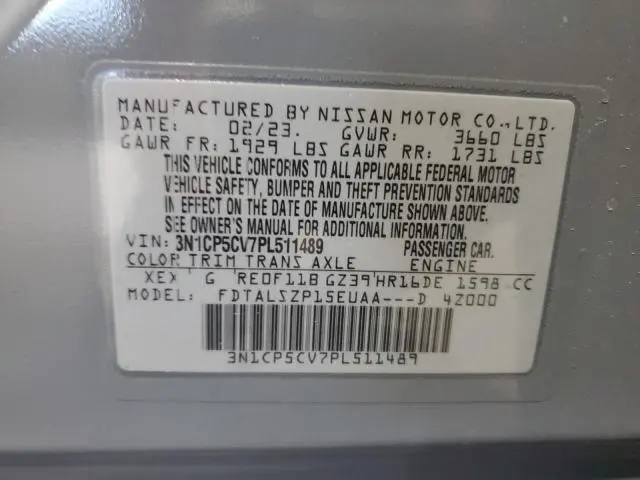 MANUFACTURED BY NISSAN MOTOR CO.,LTD.
DATE: 02/23. GVWR: 3660 LBS
GAWR FR: 1929 LBS GAWR RR: 1731 LBS
THIS VEHICLE CONFORMS TO ALL APPLICABLE FEDERAL MOTOR
VEHICLE SAFETY, BUMPER AND THEFT PREVENTION STANDARDS
IN EFFECT ON THE DATE OF MANUFACTURE SHOWN ABOVE.
SEE OWNER'S MANUAL FOR ADDITIONAL INFORMATION.
VIN: 3N1CP5CV7PL511489 PASSENGER CAR.
COLOR TRIM TRANS AXLE ENGINE
XEX G RE0F11B GZ39 HR16DE 1598 CC
MODEL: FDTALSZP15EUAA---D 42000
3N1CP5CV7PL511489